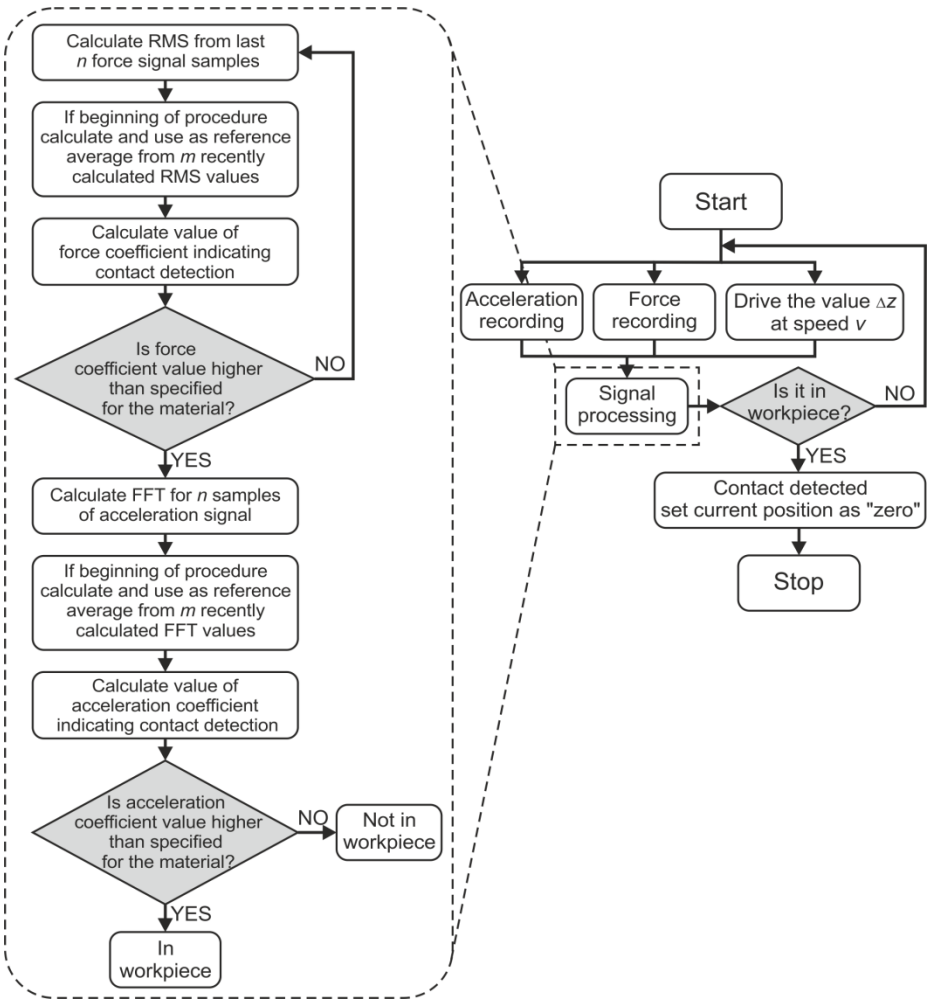 Calculate RMS from last
n force signal samples
If beginning of procedure
calculate and use as reference
average from m recently
calculated RMS values
Calculate value of
force coefficient indicating
contact detection
Is force
coefficient value higher
than specified
for the material?
NO
YES
Calculate FFT for n samples
of acceleration signal
If beginning of procedure
calculate and use as reference
average from m recently
calculated FFT values
Calculate value of
acceleration coefficient
indicating contact detection
Is acceleration
coefficient value higher
than specified
for the material?
NO
Not in
workpiece
YES
In
workpiece
Start
Acceleration
recording
Force
recording
Drive the value Δz
at speed v
Signal
processing
Is it in
workpiece?
NO
YES
Contact detected
set current position as "zero"
Stop